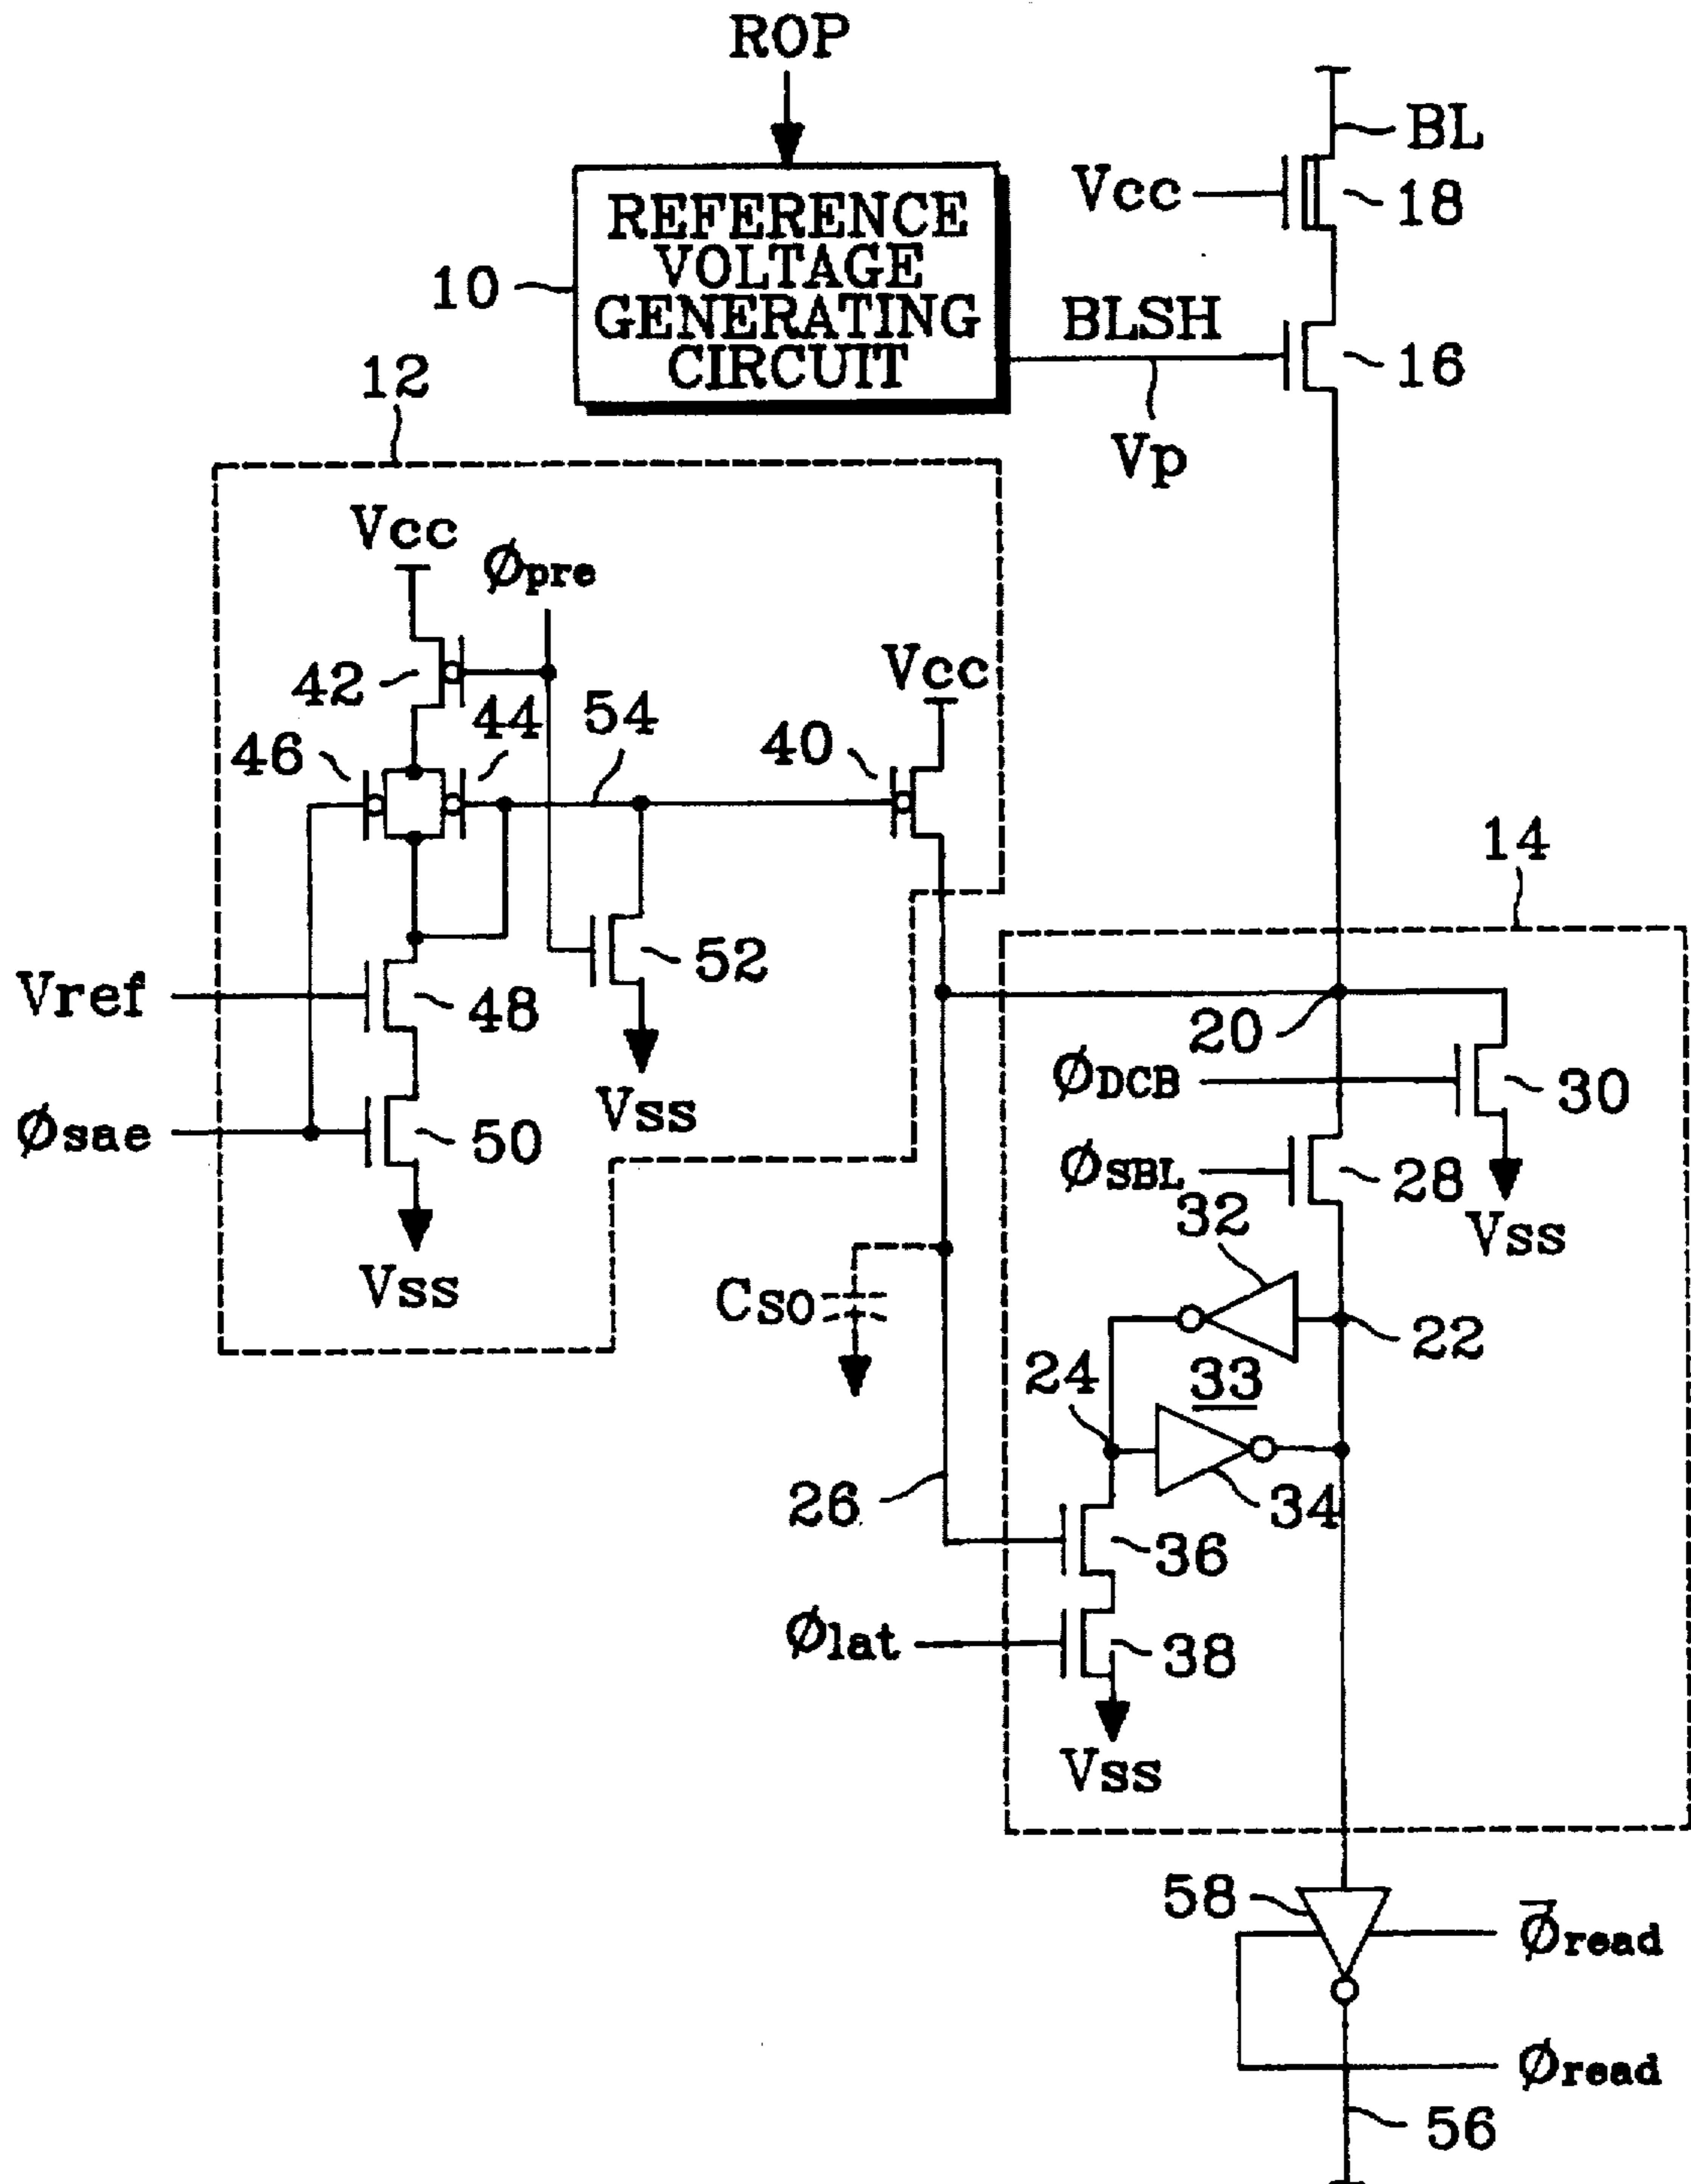 ROP
BL
Vcc
18
REFERENCE
VOLTAGE
GENERATING
CIRCUIT
10
BLSH
16
Vp
12
Vcc
Øpre
42
44
54
Vcc
46
40
14
52
Vref
48
20
ØDCB
30
Vss
Øsae
50
ØSBL
28
32
Vss
Vss
CSO
22
24
33
26
34
36
Ølat
38
Vss
58
Ø̅read
Øread
56